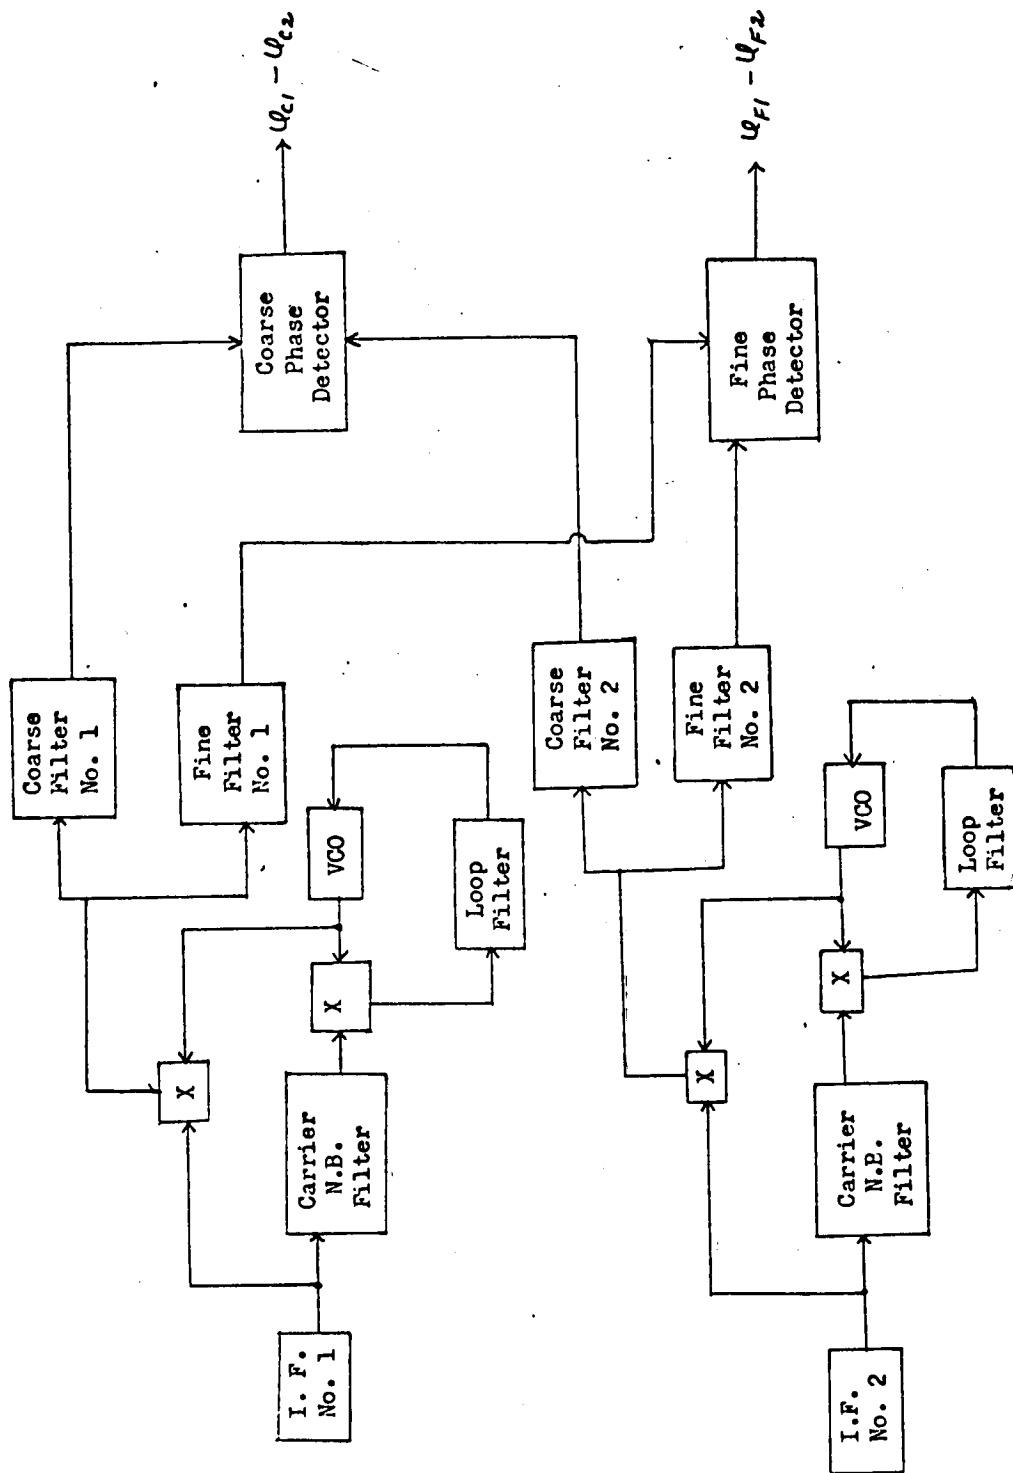 I. F.
No. 1
Carrier
N.B.
Filter
X
X
VCO
Loop
Filter
Coarse
Filter
No. 1
Fine
Filter
No. 1
Coarse
Phase
Detector
φC1 - φC2
I.F.
No. 2
Carrier
N.B.
Filter
X
X
VCO
Loop
Filter
Coarse
Filter
No. 2
Fine
Filter
No. 2
Fine
Phase
Detector
φF1 - φF2